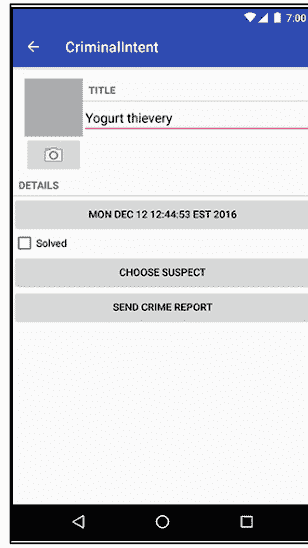 7:00
CriminalIntent
TITLE
Yogurt thievery
DETAILS
MON DEC 12 12:44:53 EST 2016
Solved
CHOOSE SUSPECT
SEND CRIME REPORT